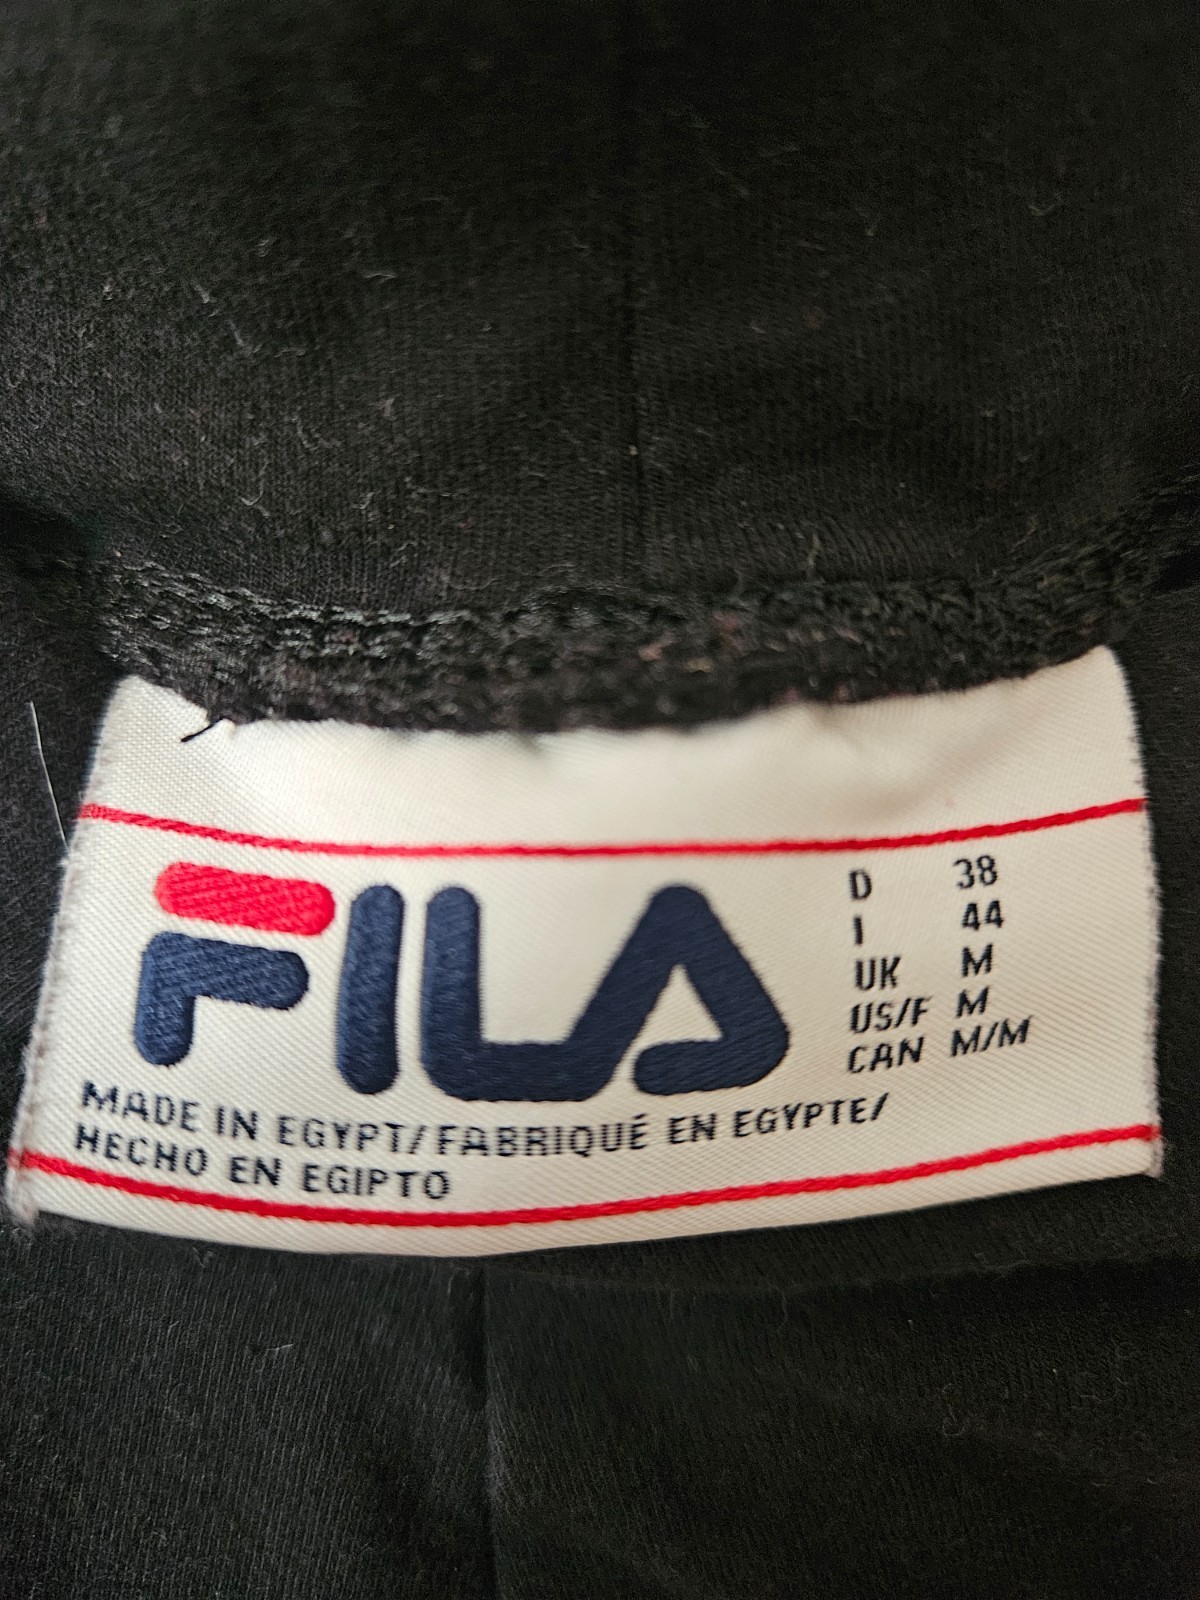 FILA
D 38
I 44
UK M
US/F M
CAN M/M
MADE IN EGYPT/FABRIQUÉ EN EGYPTE/
HECHO EN EGIPTO